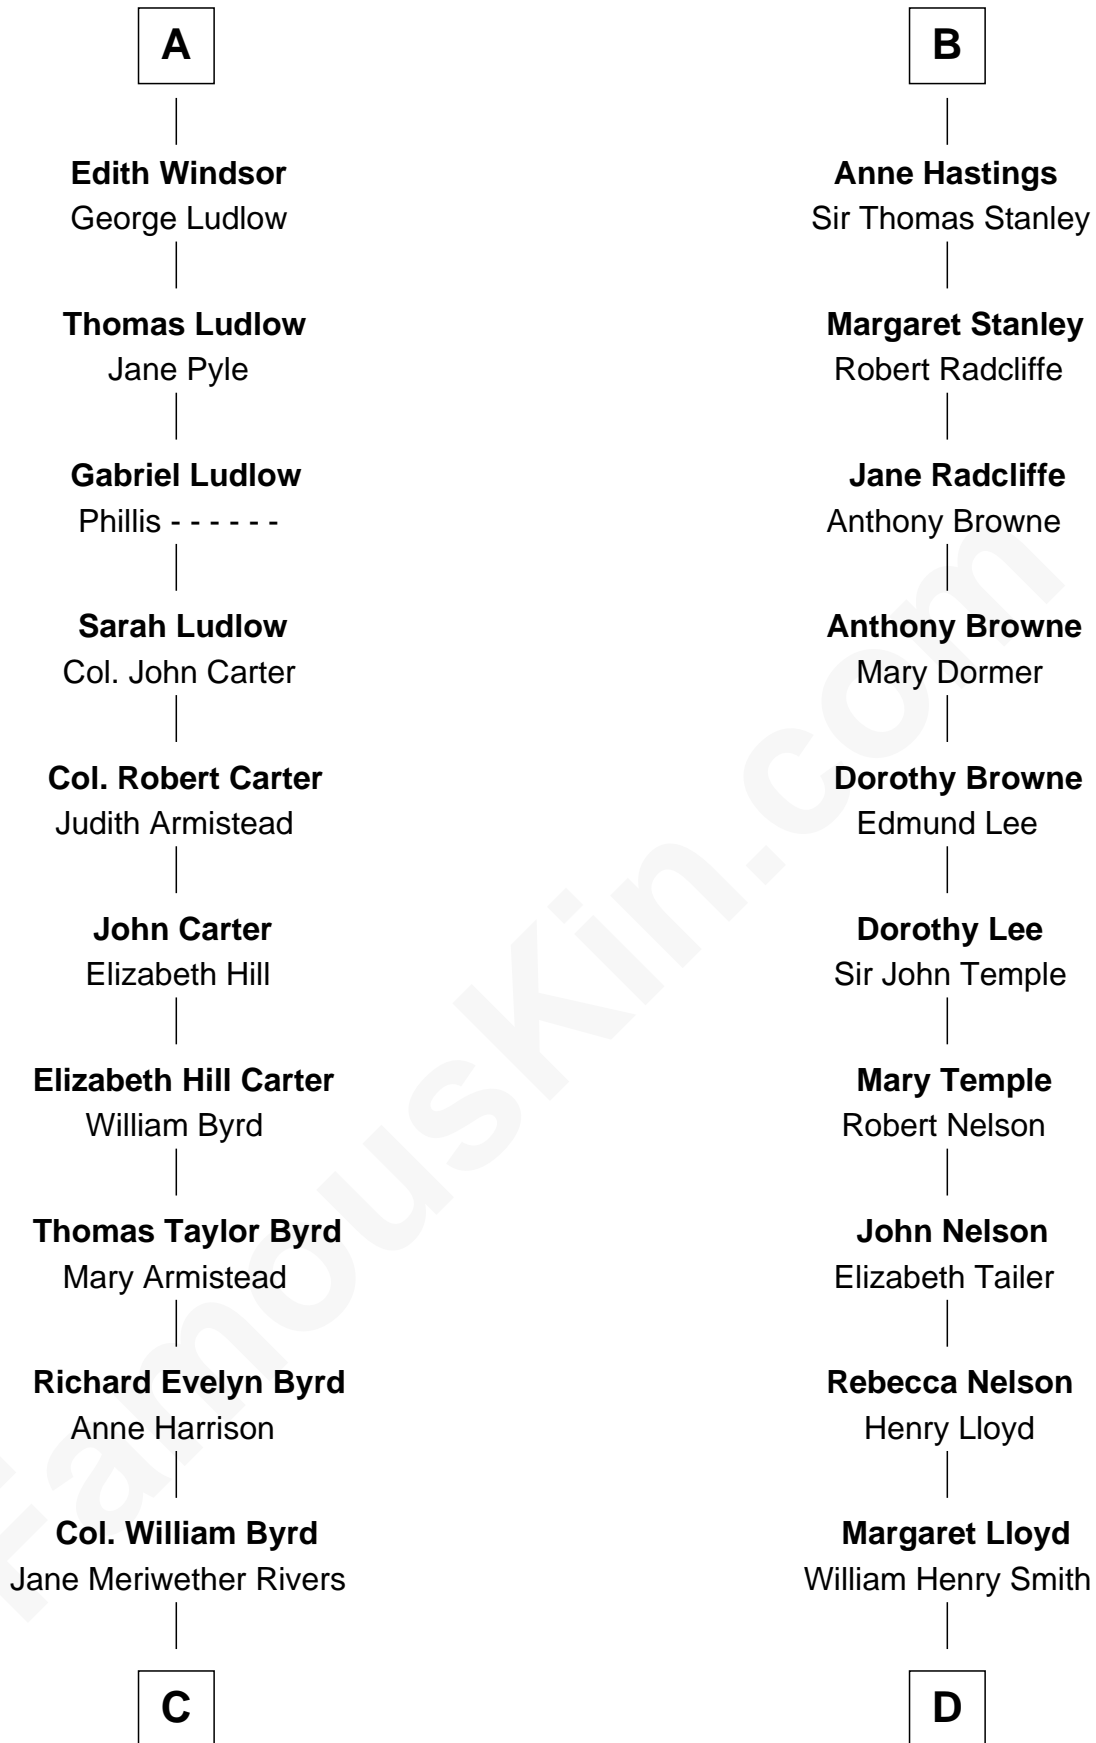 A
Edith Windsor
George Ludlow
Thomas Ludlow
Jane Pyle
Gabriel Ludlow
Phillis - - - - - -
Sarah Ludlow
Col. John Carter
Col. Robert Carter
Judith Armistead
John Carter
Elizabeth Hill
Elizabeth Hill Carter
William Byrd
Thomas Taylor Byrd
Mary Armistead
Richard Evelyn Byrd
Anne Harrison
Col. William Byrd
Jane Meriwether Rivers
C
B
Anne Hastings
Sir Thomas Stanley
Margaret Stanley
Robert Radcliffe
Jane Radcliffe
Anthony Browne
Anthony Browne
Mary Dormer
Dorothy Browne
Edmund Lee
Dorothy Lee
Sir John Temple
Mary Temple
Robert Nelson
John Nelson
Elizabeth Tailer
Rebecca Nelson
Henry Lloyd
Margaret Lloyd
William Henry Smith
D
FamousKin.com